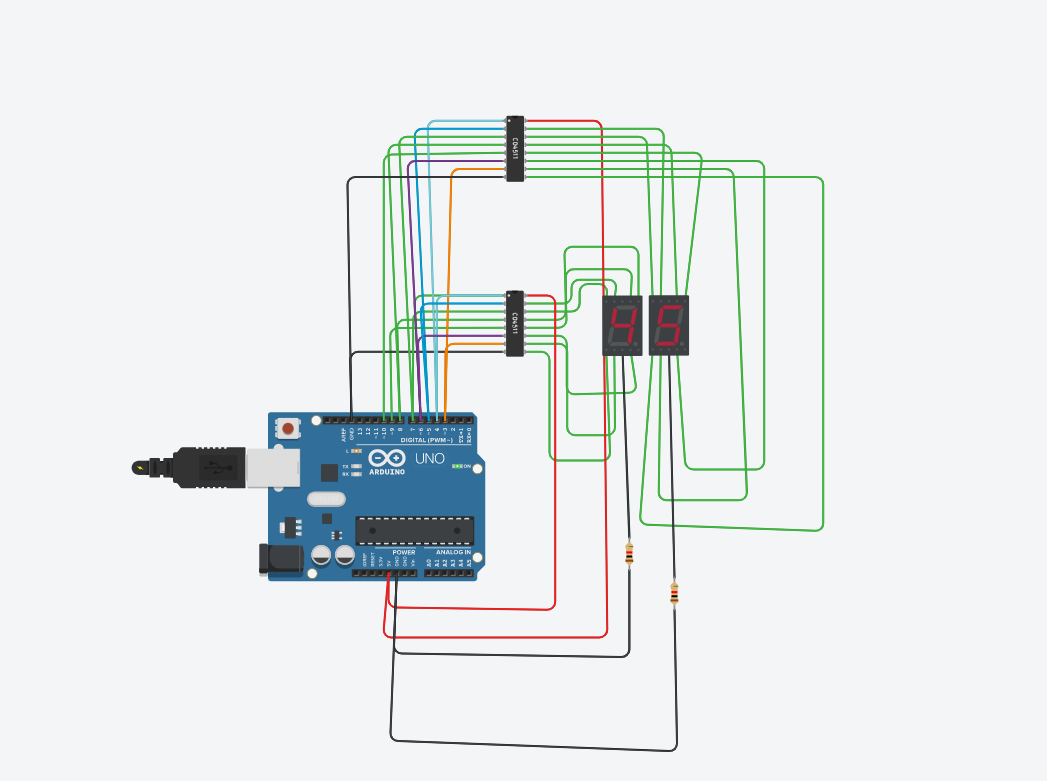 CD4511
CD4511
45
AREF
GND
13
12
~11
~10
~9
8
7
~6
~5
4
~3
2
TX→1
RX←0
DIGITAL (PWM~)
L
TX
RX
ARDUINO
UNO
ON
POWER
ANALOG IN
IOREF
RESET
3.3V
5V
GND
GND
Vin
A0
A1
A2
A3
A4
A5